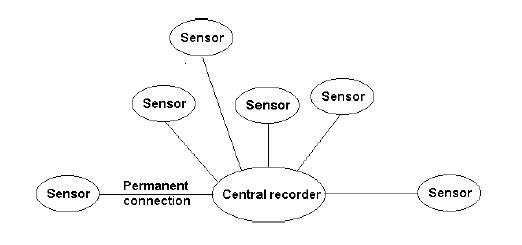 Sensor
Sensor
Sensor
Sensor
Sensor
Permanent
connection
Central recorder
Sensor